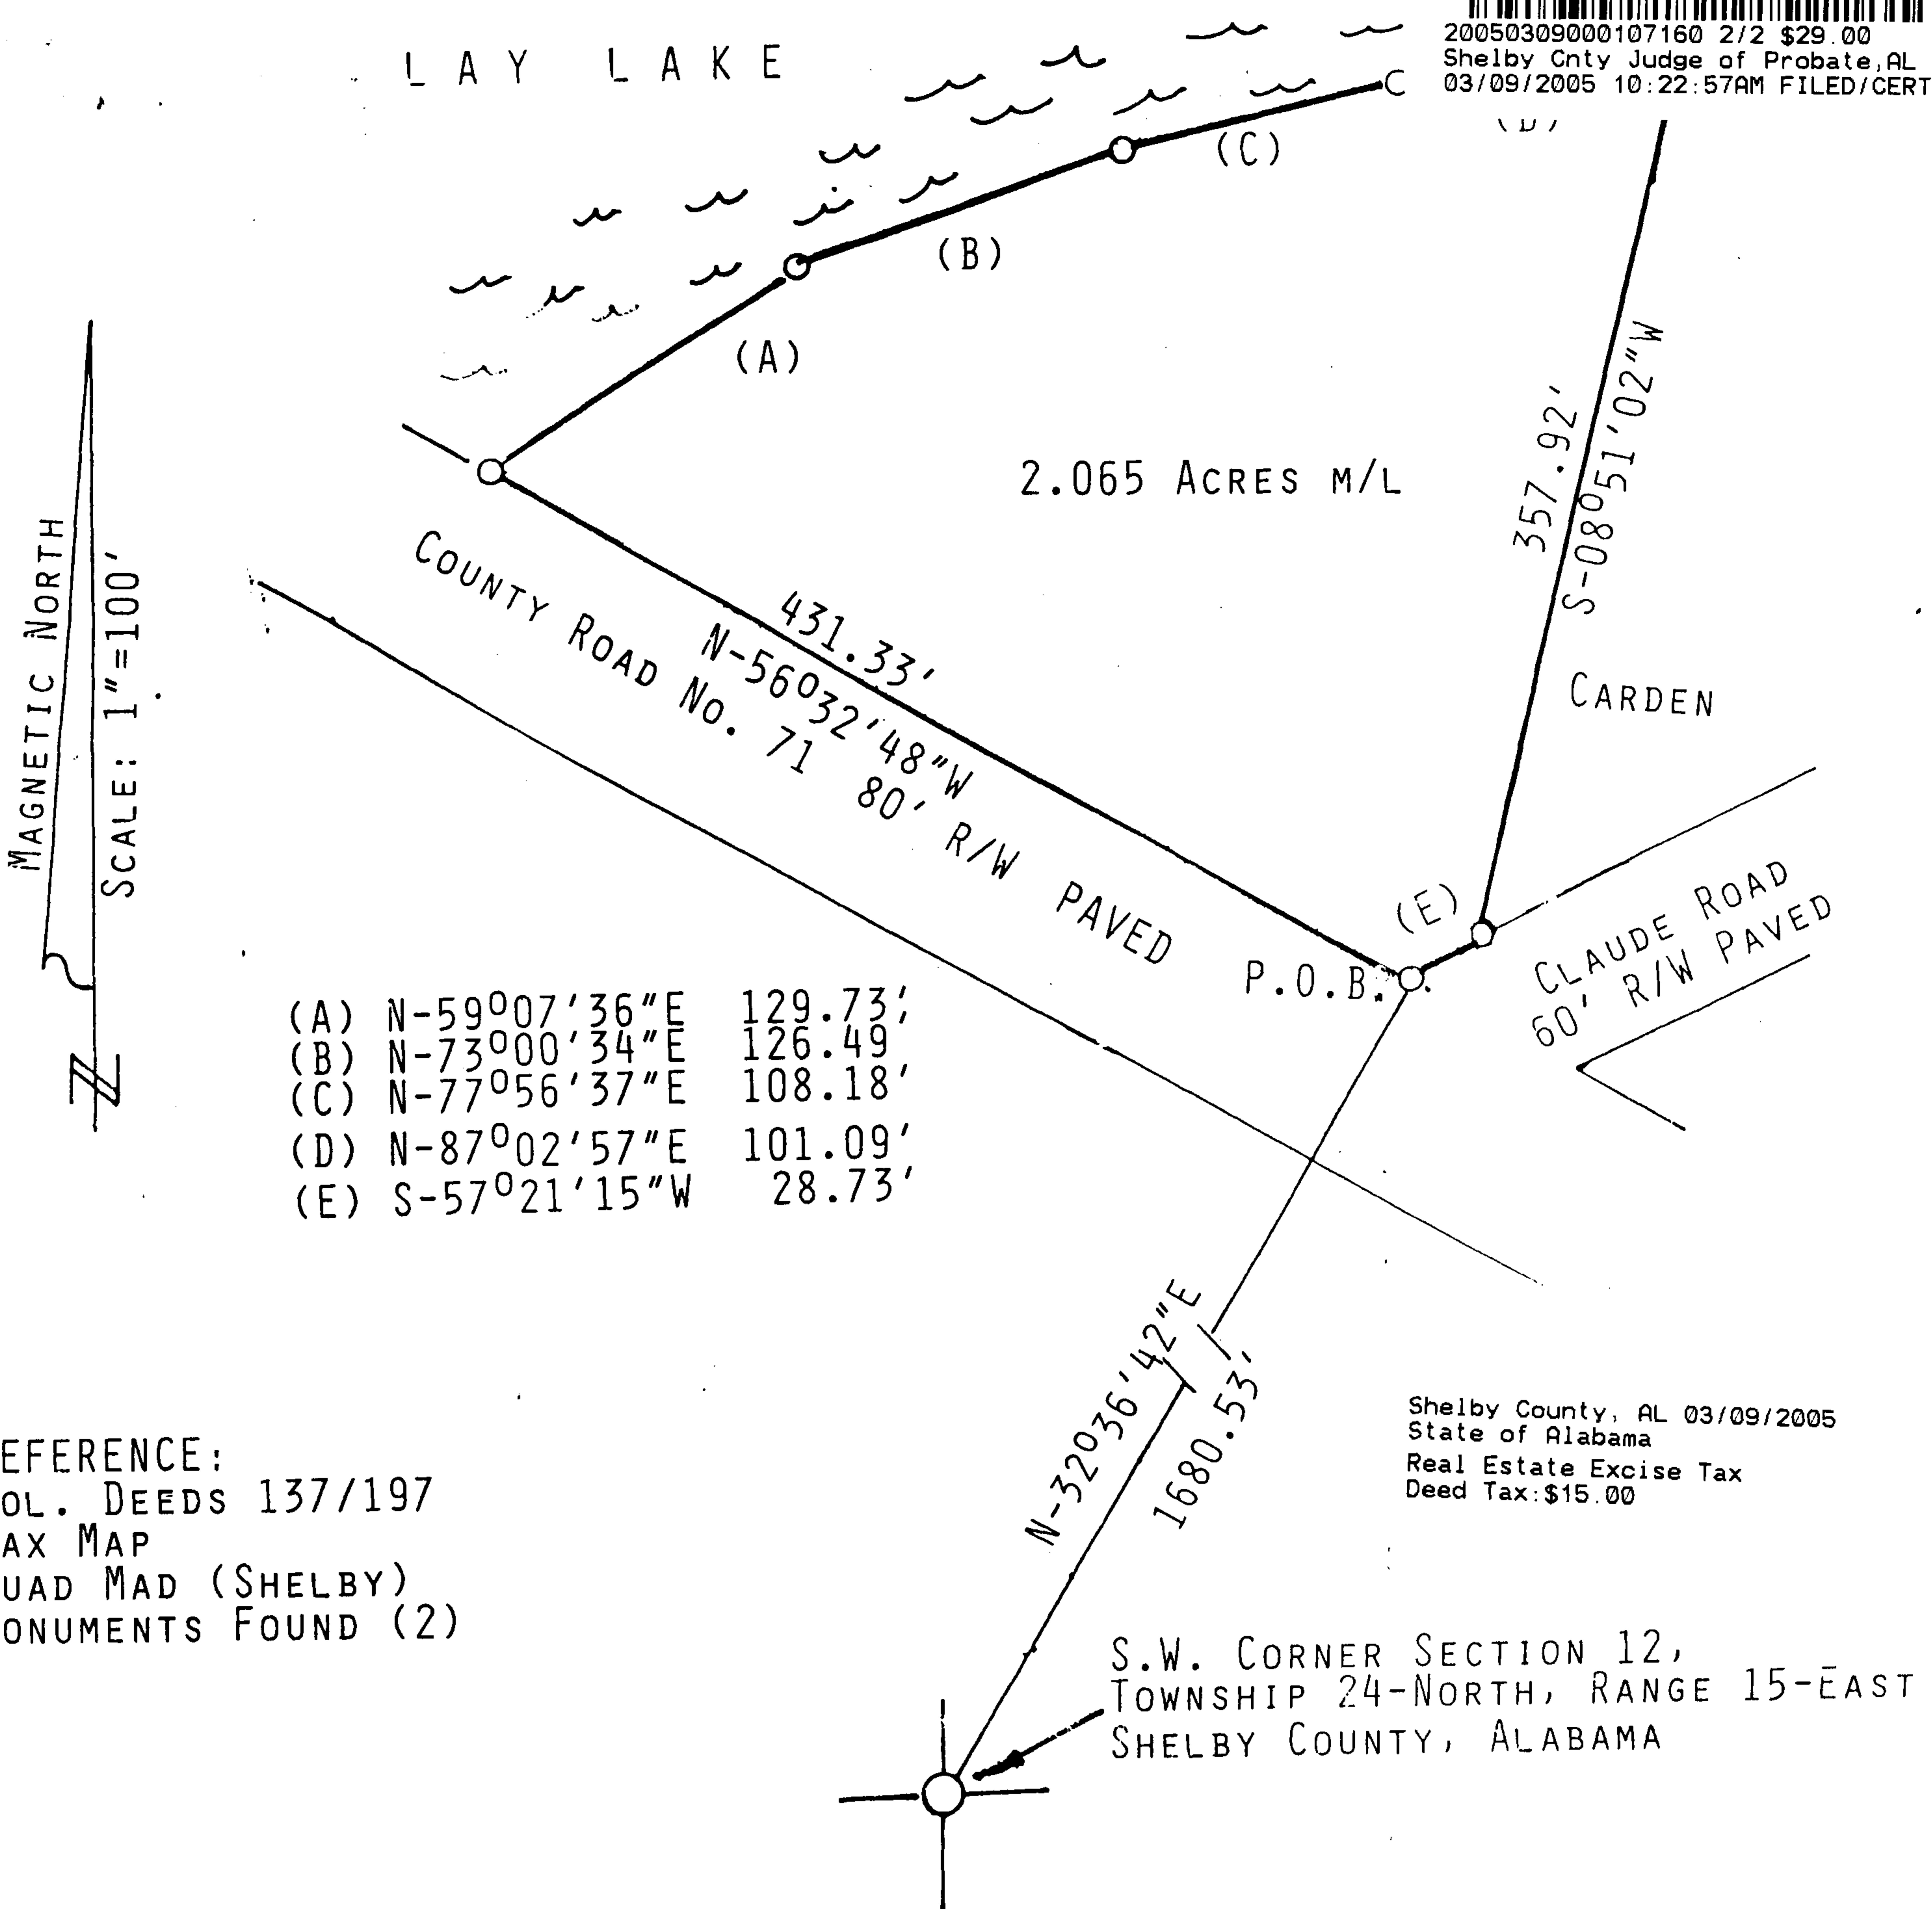 LAY LAKE
20050309000107160 2/2 $29.00
Shelby Cnty Judge of Probate, AL
03/09/2005 10:22:57AM FILED/CERT
(C)
(B)
(A)
357.92'
S-08°51'02"W
2.065 ACRES M/L
MAGNETIC NORTH
SCALE: 1"=100'
431.33'
N-56°32'48"W
COUNTY ROAD No. 71 80' R/W PAVED
CARDEN
(E)
CLAUDE ROAD
60' R/W PAVED
P.O.B.
(A) N-59°07'36"E 129.73'
(B) N-73°00'34"E 126.49'
(C) N-77°56'37"E 108.18'
(D) N-87°02'57"E 101.09'
(E) S-57°21'15"W 28.73'
N-32°36'42"E
1680.53'
Shelby County, AL 03/09/2005
State of Alabama
Real Estate Excise Tax
Deed Tax:$15.00
EFERENCE:
OL. DEEDS 137/197
AX MAP
UAD MAD (SHELBY)
ONUMENTS FOUND (2)
S.W. CORNER SECTION 12,
TOWNSHIP 24-NORTH, RANGE 15-EAST
SHELBY COUNTY, ALABAMA